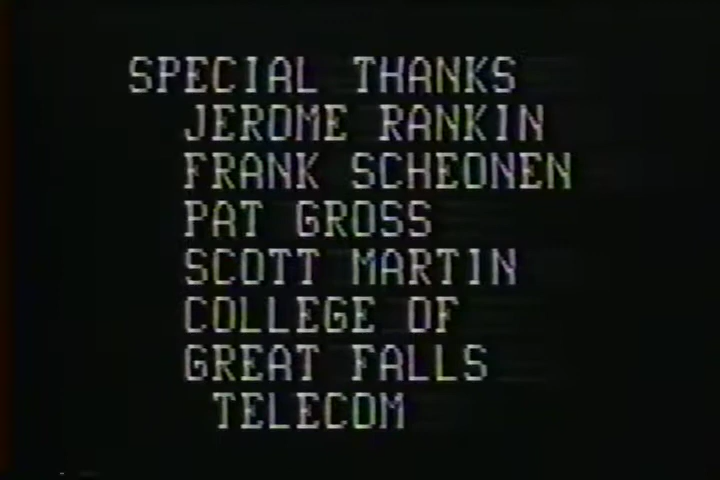 SPECIAL THANKS
JEROME RANKIN
FRANK SCHEONEN
PAT GROSS
SCOTT MARTIN
COLLEGE OF
GREAT FALLS
TELECOM